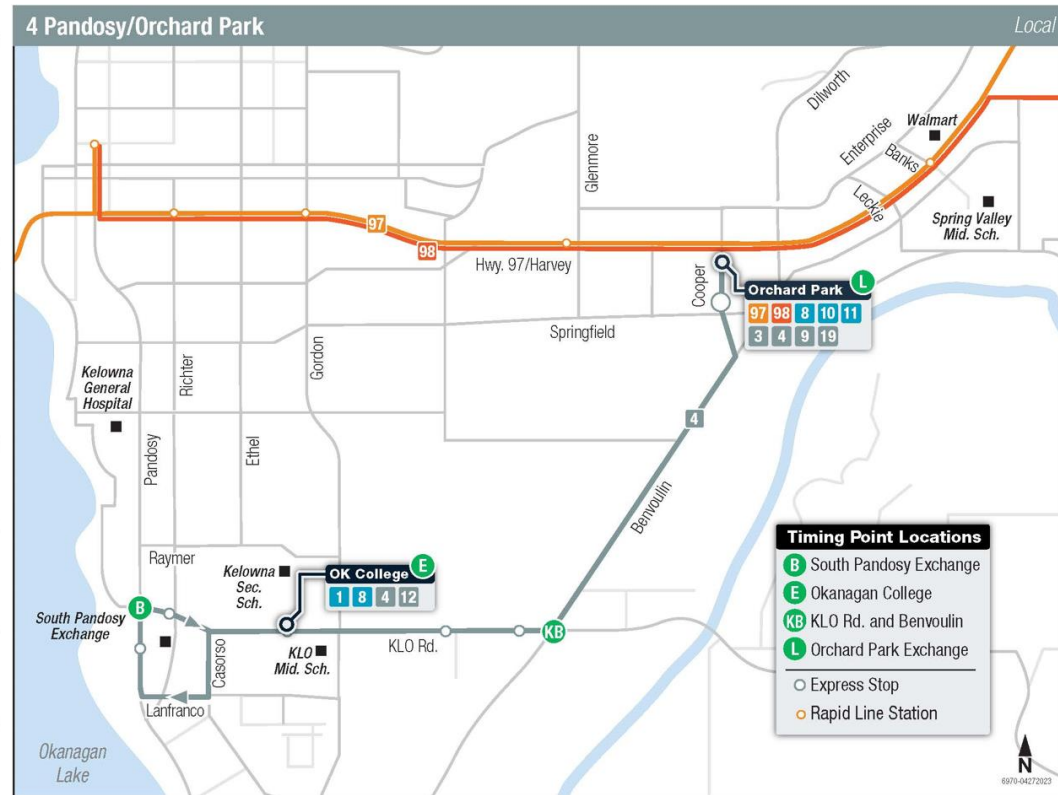 4 Pandosy/Orchard Park
Local
Dilworth
Walmart
Enterprise
Banks
Glenmore
Leckie
Spring Valley
Mid. Sch.
97
98
Hwy. 97/Harvey
Cooper
Orchard Park
L
97 98 8 10 11
3 4 9 19
Springfield
Kelowna
General
Hospital
Richter
Gordon
Pandosy
Ethel
4
Benvoulin
Raymer
Kelowna
Sec.
Sch.
OK College
E
1 8 4 12
South Pandosy
Exchange
B
KB
KLO Rd.
Casorso
KLO
Mid. Sch.
Lanfranco
Okanagan
Lake
Timing Point Locations
B South Pandosy Exchange
E Okanagan College
KB KLO Rd. and Benvoulin
L Orchard Park Exchange
Express Stop
Rapid Line Station
N
6970-04272023